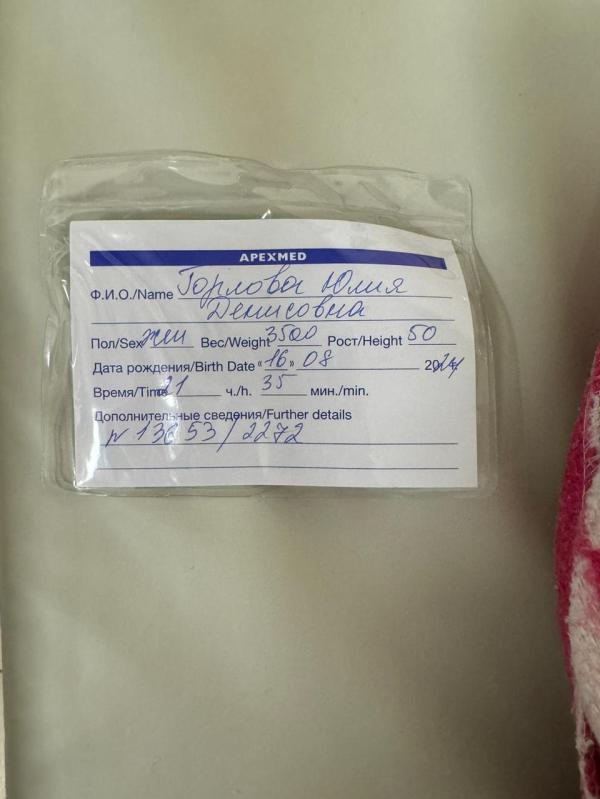 APEXMED
Ф.И.О./Name Горлова Юлия
Денисовна
Пол/Sex жен Вес/Weight 3500 Рост/Height 50
Дата рождения/Birth Date «16» 08 2024
Время/Time 21 ч./h. 35 мин./min.
Дополнительные сведения/Further details
N 13653/2272